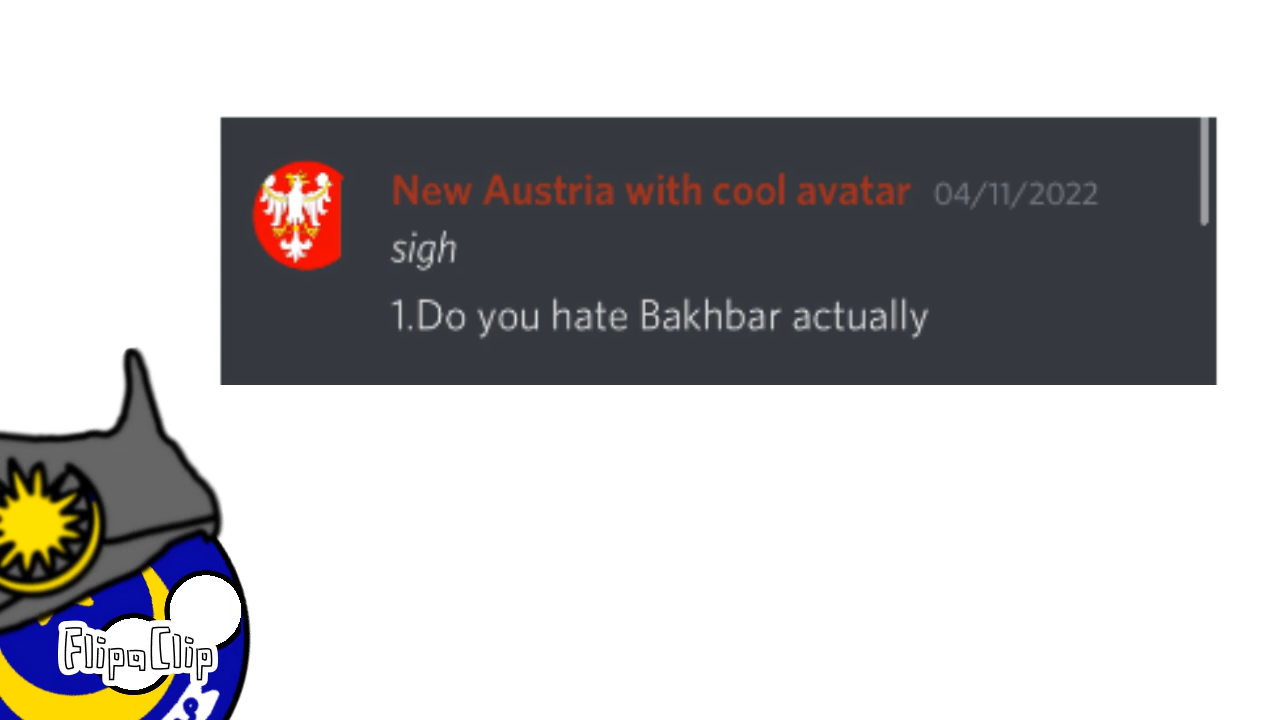 New Austria with cool avatar 04/11/2022
sigh
1.Do you hate Bakhbar actually
FlipaClip